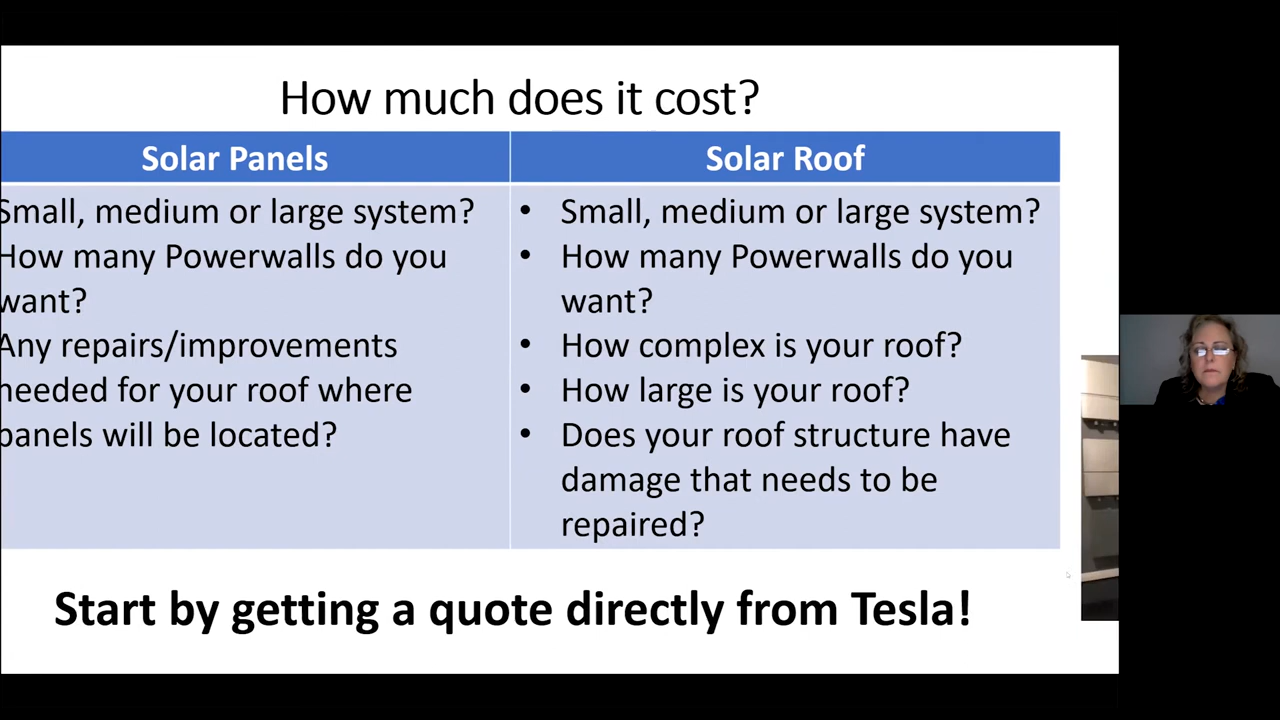 How much does it cost?
Solar Panels
Small, medium or large system?
How many Powerwalls do you
want?
Any repairs/improvements
needed for your roof where
panels will be located?
Solar Roof
• Small, medium or large system?
• How many Powerwalls do you
want?
• How complex is your roof?
• How large is your roof?
• Does your roof structure have
damage that needs to be
repaired?
Start by getting a quote directly from Tesla!